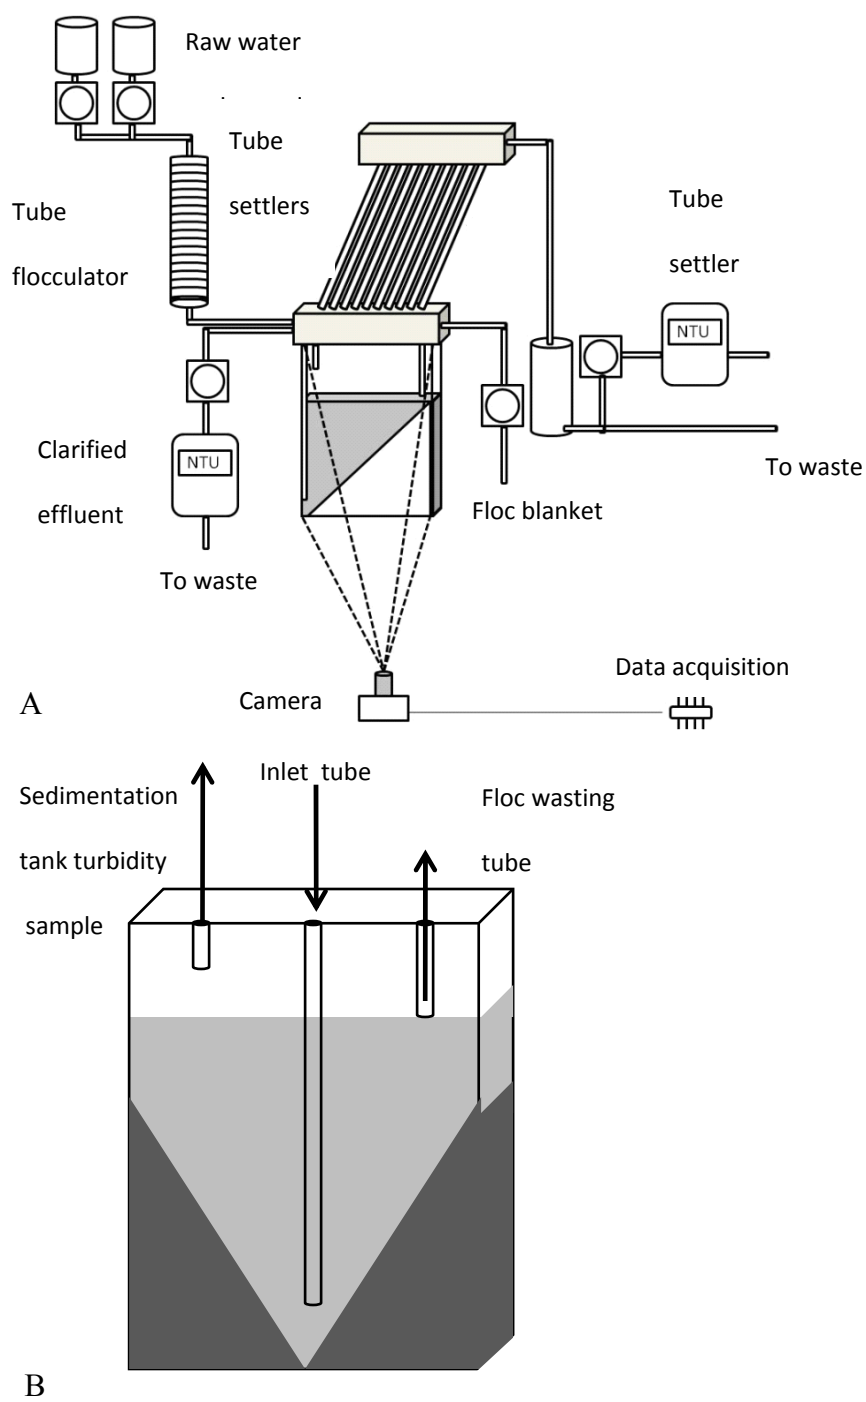 Raw water
Tube
settlers
Tube
flocculator
Tube
settler
NTU
NTU
Clarified
effluent
To waste
Floc blanket
To waste
Data acquisition
Camera
A
Inlet  tube
Sedimentation
tank turbidity
sample
Floc wasting
tube
B